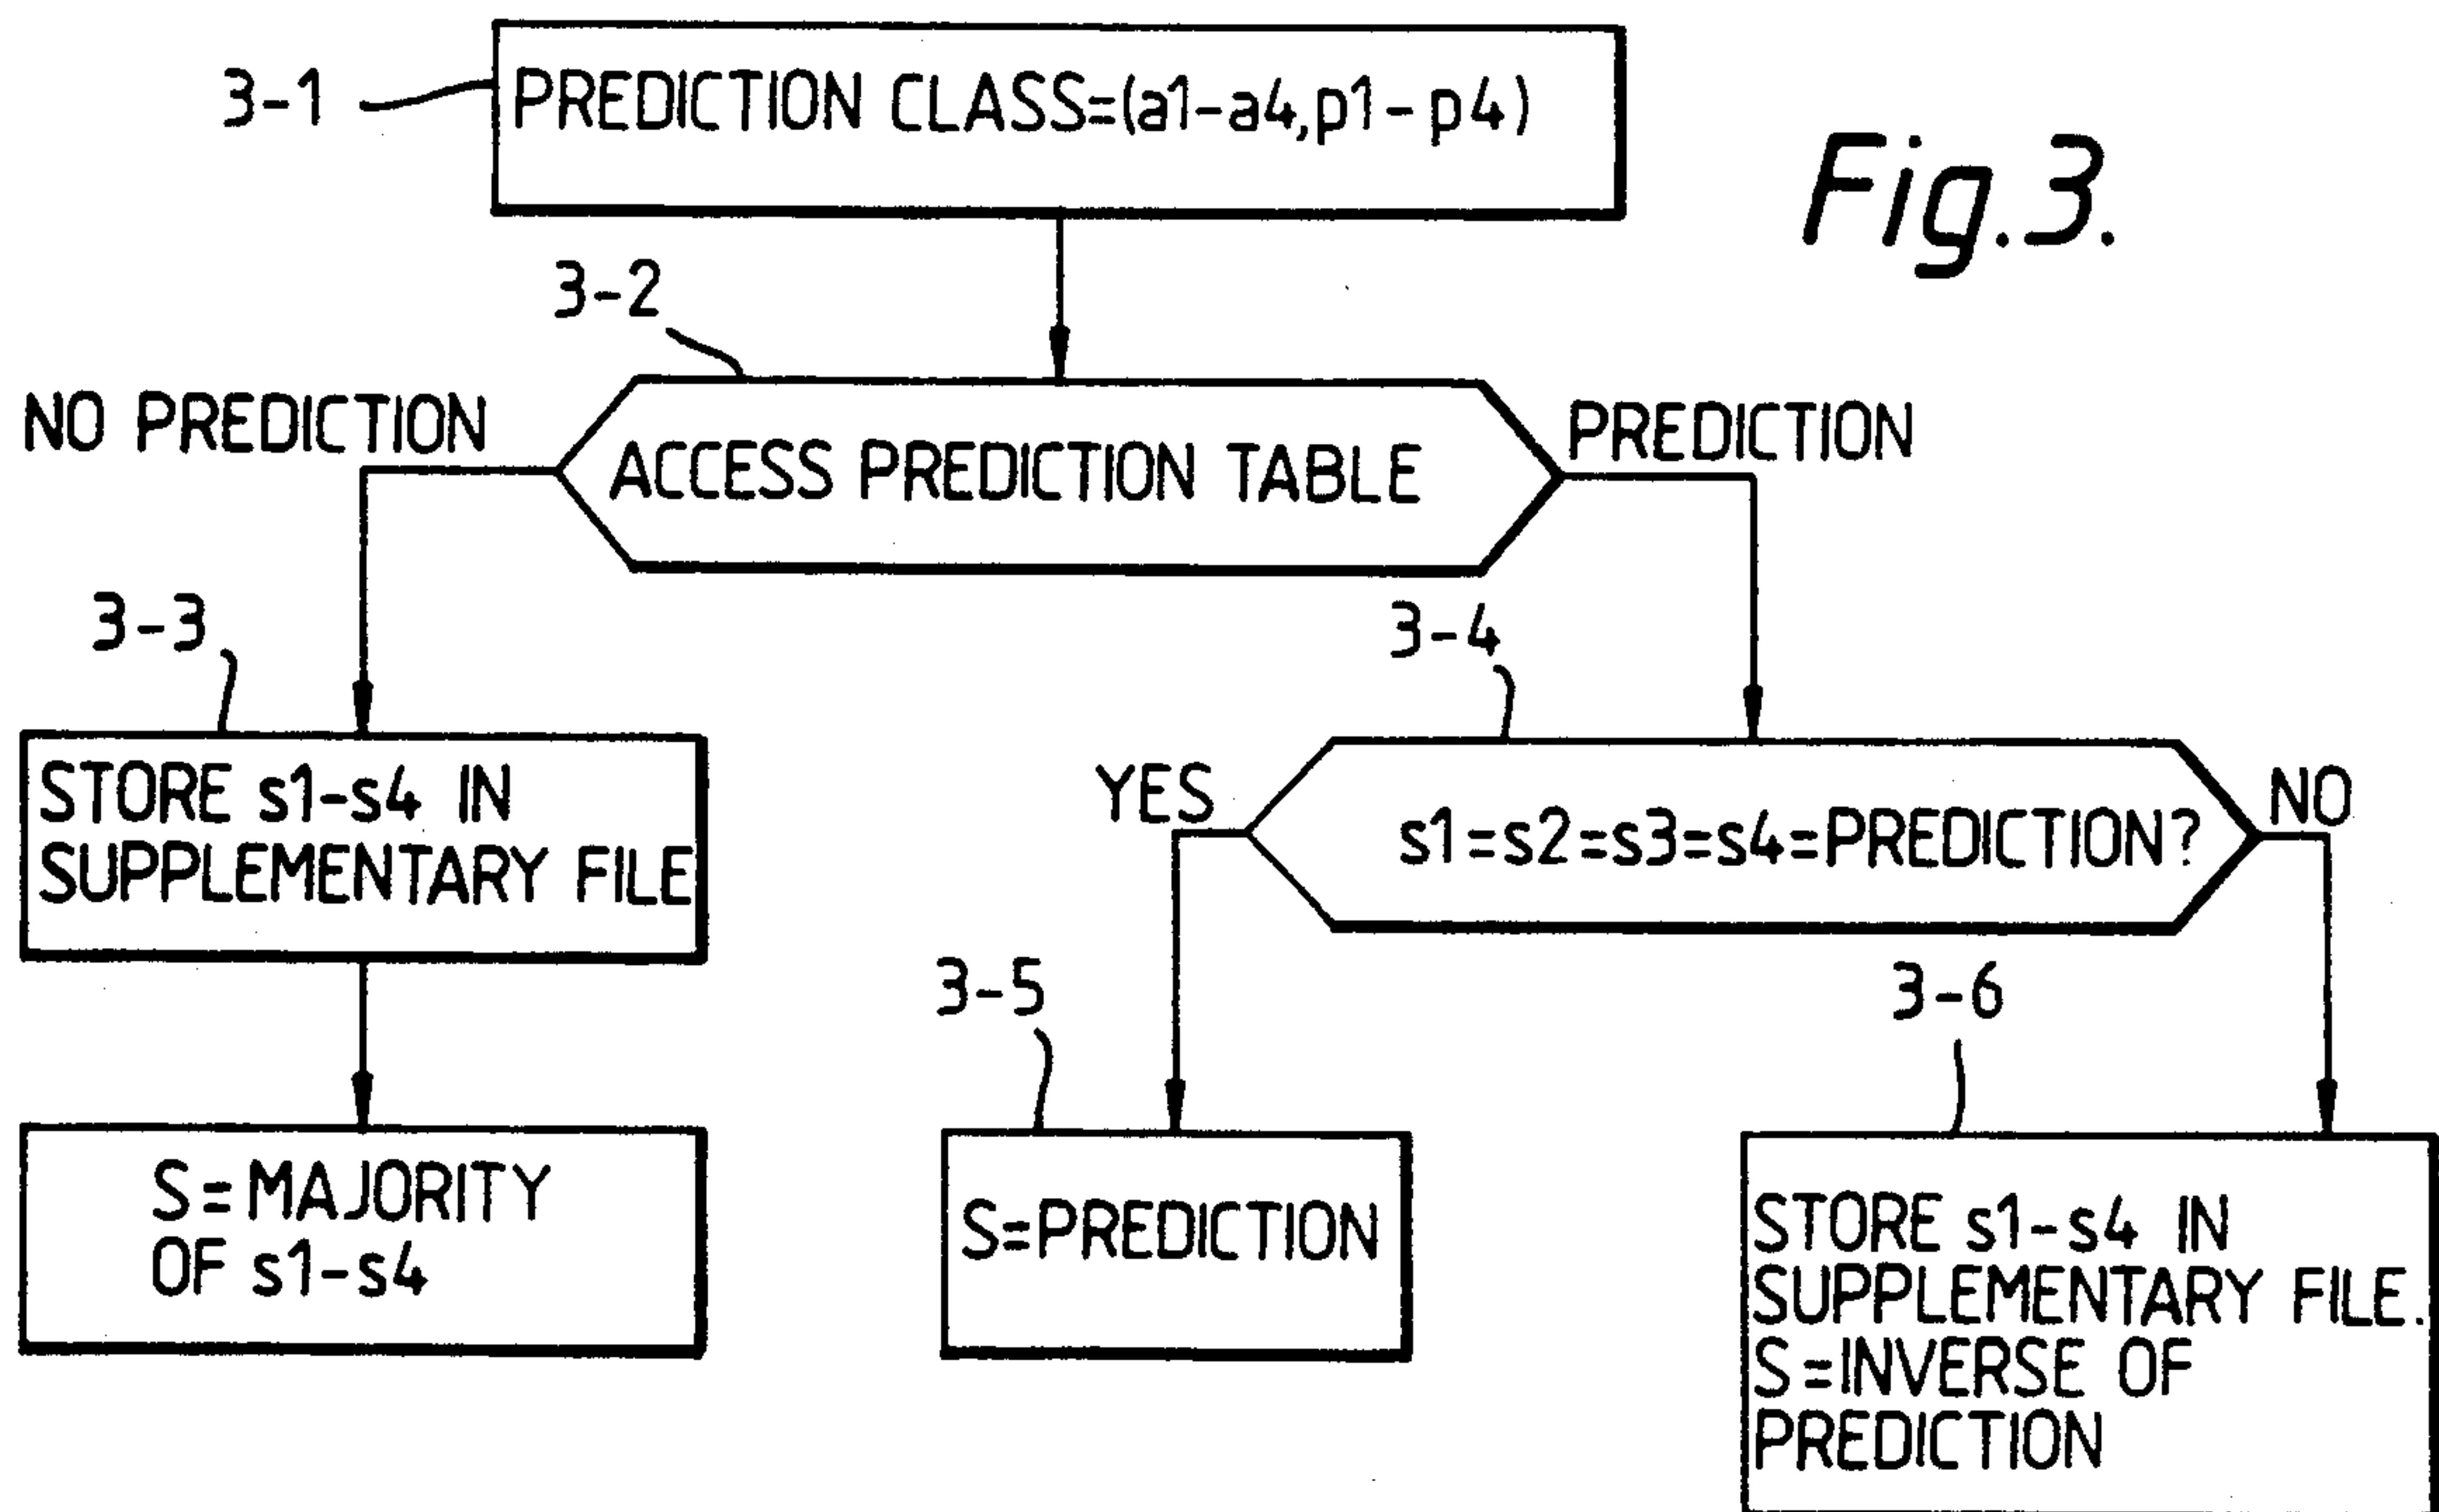 3-1
PREDICTION CLASS=(a1-a4,p1-p4)
Fig.3.
3-2
NO PREDICTION
ACCESS PREDICTION TABLE
PREDICTION
3-3
3-4
STORE s1-s4 IN
SUPPLEMENTARY FILE
YES
s1=s2=s3=s4=PREDICTION?
NO
3-5
3-6
S=MAJORITY
OF s1-s4
S=PREDICTION
STORE s1-s4 IN
SUPPLEMENTARY FILE.
S=INVERSE OF
PREDICTION